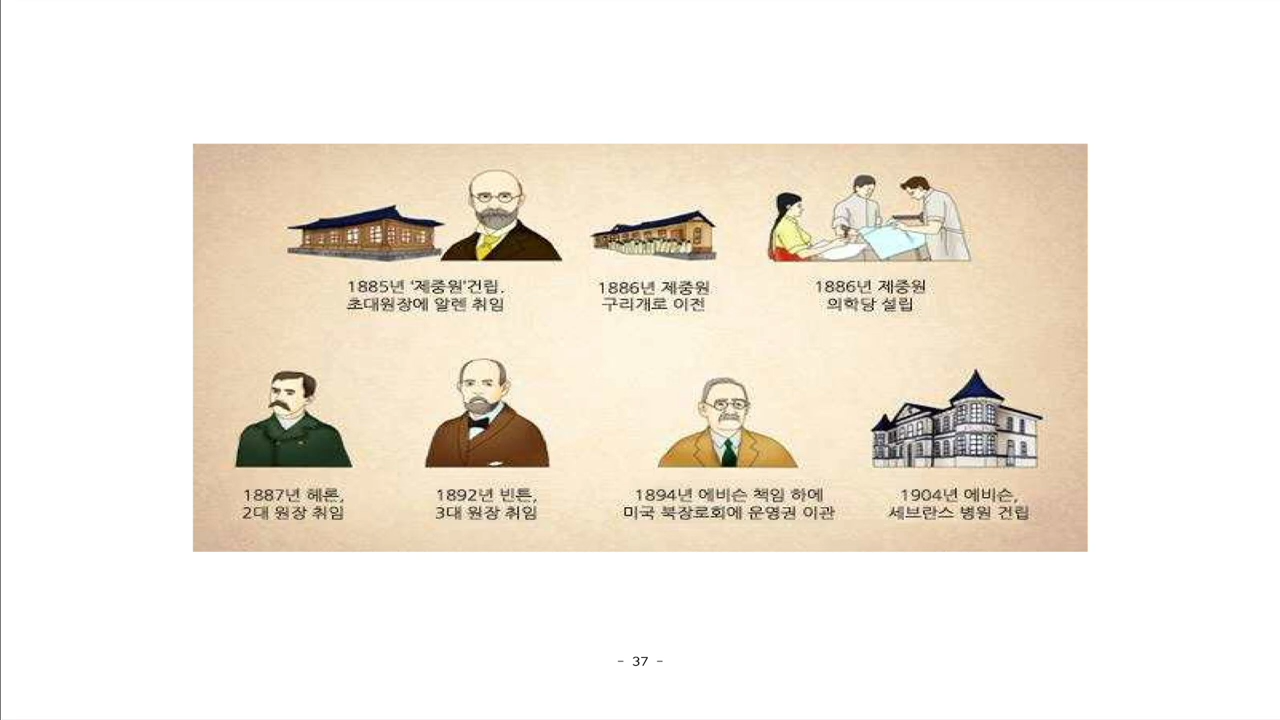 1885년 '제중원'건립.
초대원장에 알렌 취임
1886년 제중원
구리개로 이전
1886년 제중원
의학당 설립
1887년 헤론,
2대 원장 취임
1892년 빈튼,
3대 원장 취임
1894년 에비슨 책임 하에
미국 북장로회에 운영권 이관
1904년 에비슨,
세브란스 병원 건립
- 37 -